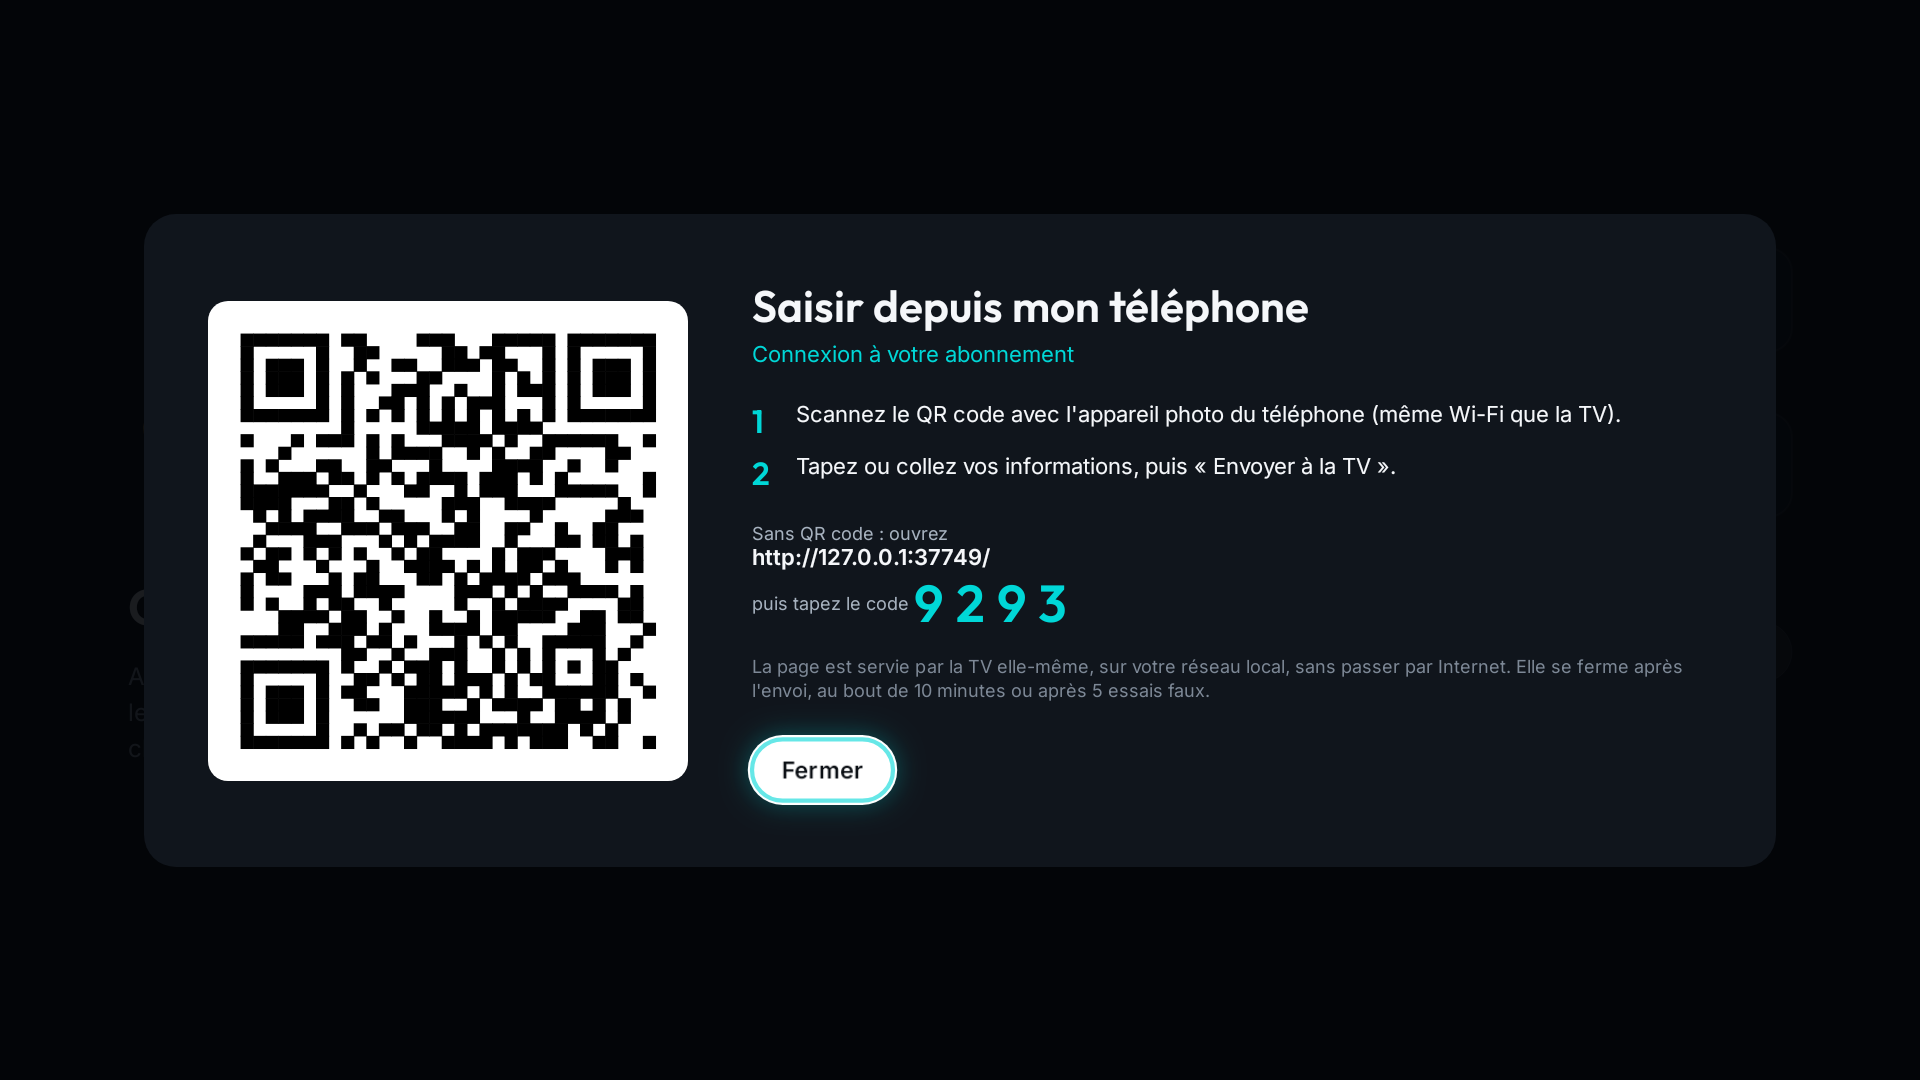 Saisir depuis mon téléphone
Connexion à votre abonnement
1 Scannez le QR code avec l'appareil photo du téléphone (même Wi-Fi que la TV).
2 Tapez ou collez vos informations, puis « Envoyer à la TV ».
Sans QR code : ouvrez
http://127.0.0.1:37749/
puis tapez le code 9293
La page est servie par la TV elle-même, sur votre réseau local, sans passer par Internet. Elle se ferme après
l'envoi, au bout de 10 minutes ou après 5 essais faux.
Fermer